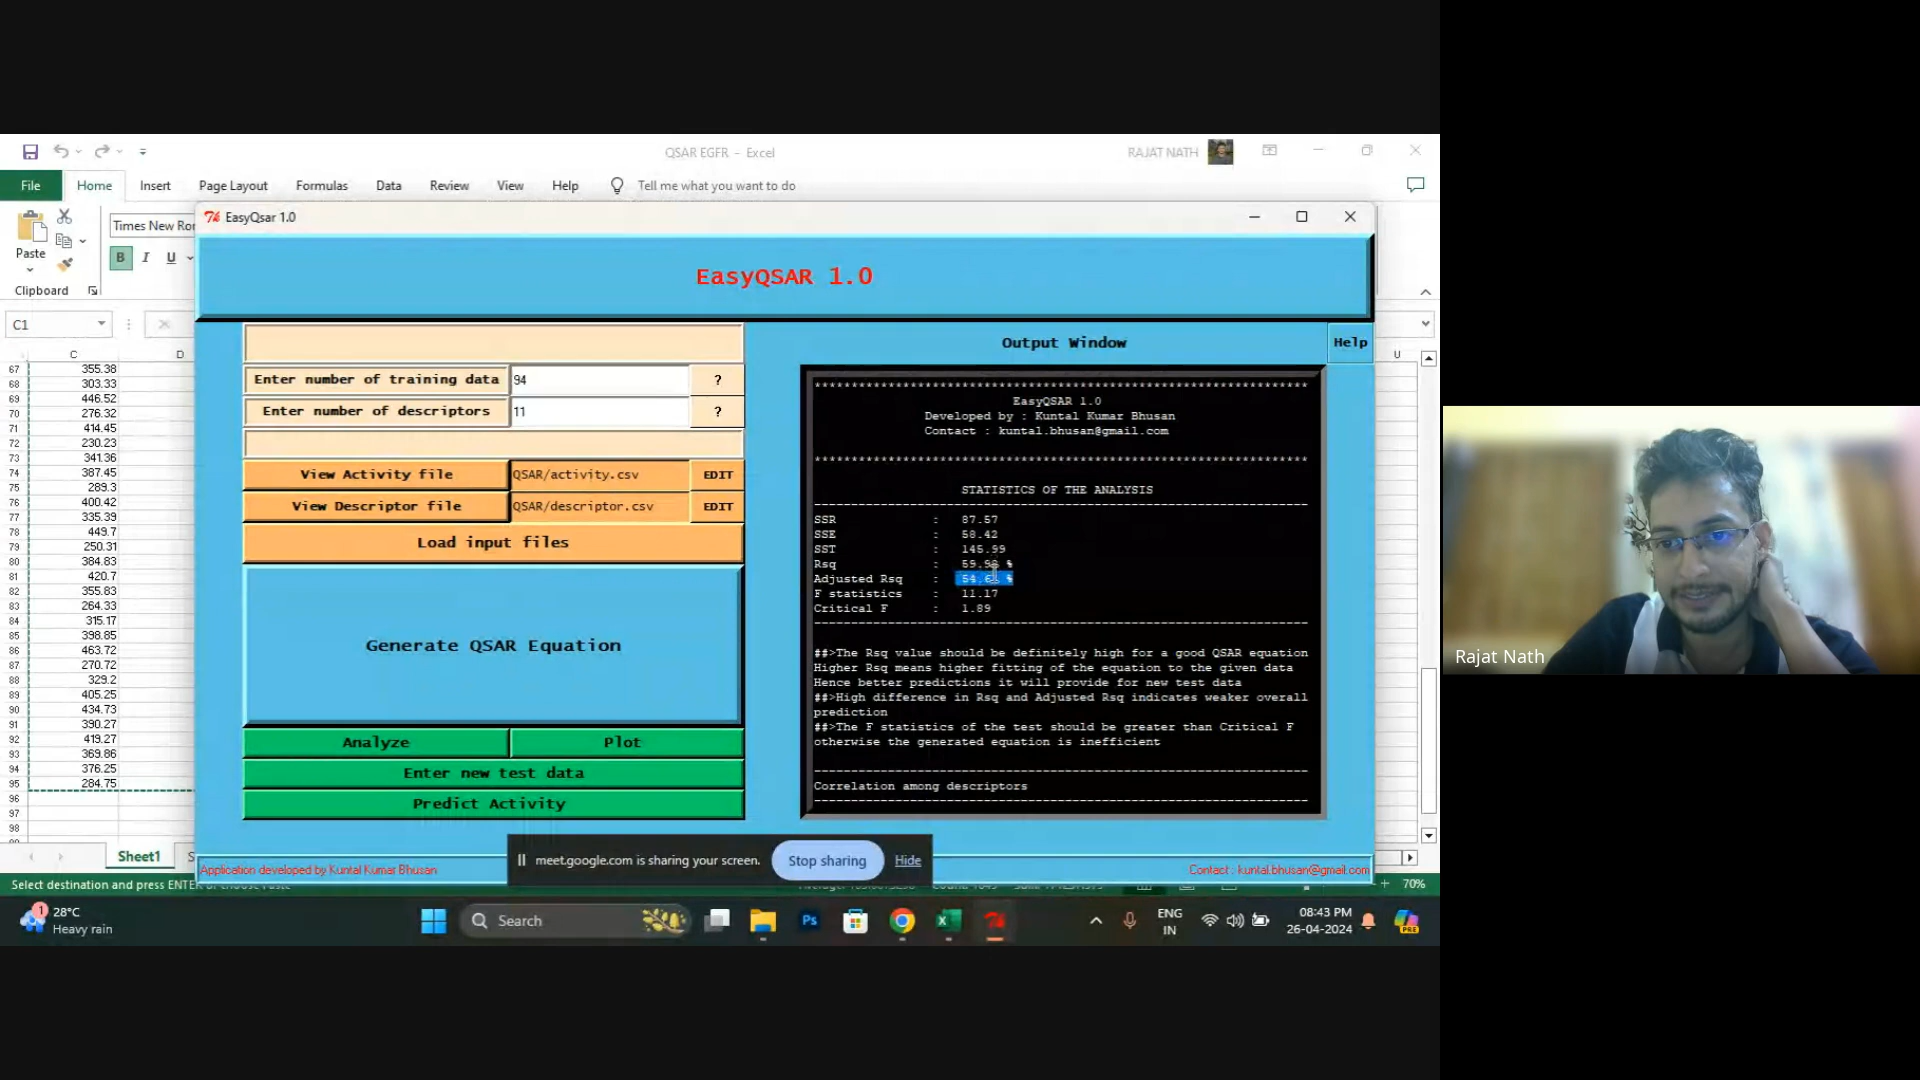 QSAR EGFR - Excel
RAJAT NATH
File Home Insert Page Layout Formulas Data Review View Help Tell me what you want to do
EasyQsar 1.0
Times New Ror
Paste
B I U
Clipboard
C1
EasyQSAR 1.0
Output Window
Help
Enter number of training data 94 ?
Enter number of descriptors 11 ?
View Activity file QSAR/activity.csv EDIT
View Descriptor file QSAR/descriptor.csv EDIT
Load input files
Generate QSAR Equation
Analyze Plot
Enter new test data
Predict Activity
C D
67 355.38
68 303.33
69 446.52
70 276.32
71 414.45
72 230.23
73 341.36
74 387.45
75 289.3
76 400.42
77 335.39
78 449.7
79 250.31
80 384.83
81 420.7
82 355.83
83 264.33
84 315.17
85 398.85
86 463.72
87 270.72
88 329.2
89 405.25
90 434.73
91 390.27
92 419.27
93 369.86
94 376.25
95 284.75
96
97
98
U
*******************************************************************
EasyQSAR 1.0
Developed by : Kuntal Kumar Bhusan
Contact : kuntal.bhusan@gmail.com
*******************************************************************
STATISTICS OF THE ANALYSIS
SSR : 87.57
SSE : 58.42
SST : 145.99
Rsq : %
Adjusted Rsq : %
F statistics : 11.17
Critical F : 1.89
##>The Rsq value should be definitely high for a good QSAR equation
Higher Rsq means higher fitting of the equation to the given data
Hence better predictions it will provide for new test data
##>High difference in Rsq and Adjusted Rsq indicates weaker overall
prediction
##>The F statistics of the test should be greater than Critical F
otherwise the generated equation is inefficient
Correlation among descriptors
Sheet1 S
Application developed by Kuntal Kumar Bhusan
Contact : kuntal.bhusan@gmail.com
meet.google.com is sharing your screen. Stop sharing Hide
Select destination and press ENTE
70%
1
28°C
Heavy rain
Search
Ps
ENG
IN
08:43 PM
26-04-2024
PRE
Rajat Nath